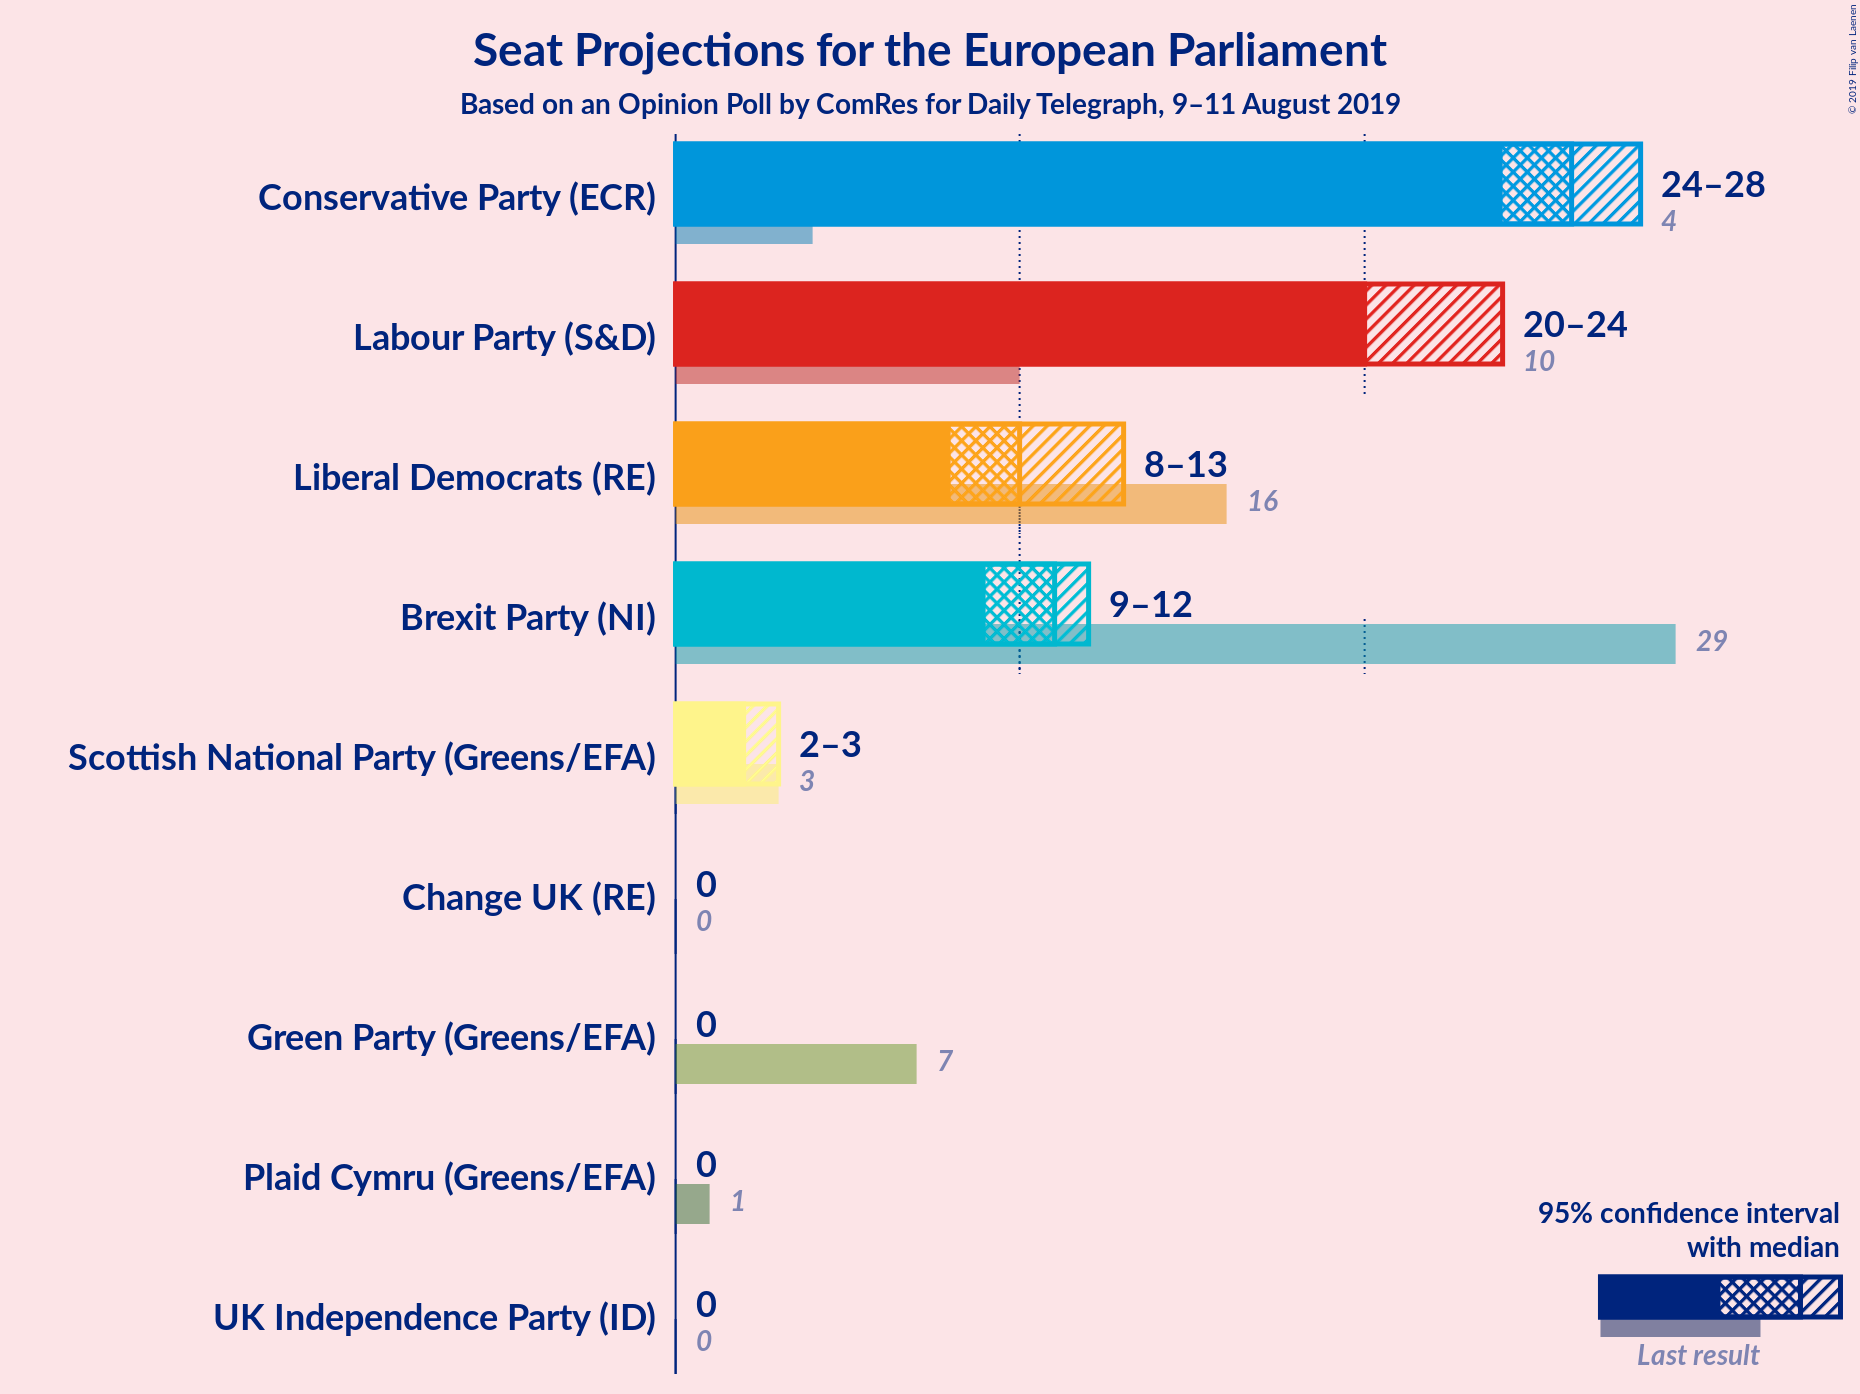 Seat Projections for the European Parliament
Based on an Opinion Poll by ComRes for Daily Telegraph, 9–11 August 2019
© 2019 Filip van Laenen
Conservative Party (ECR)
24–28
4
Labour Party (S&D)
20–24
10
Liberal Democrats (RE)
8–13
16
Brexit Party (NI)
9–12
29
Scottish National Party (Greens/EFA)
2–3
3
Change UK (RE)
0
0
Green Party (Greens/EFA)
0
7
Plaid Cymru (Greens/EFA)
0
1
UK Independence Party (ID)
0
0
95% confidence interval
with median
Last result